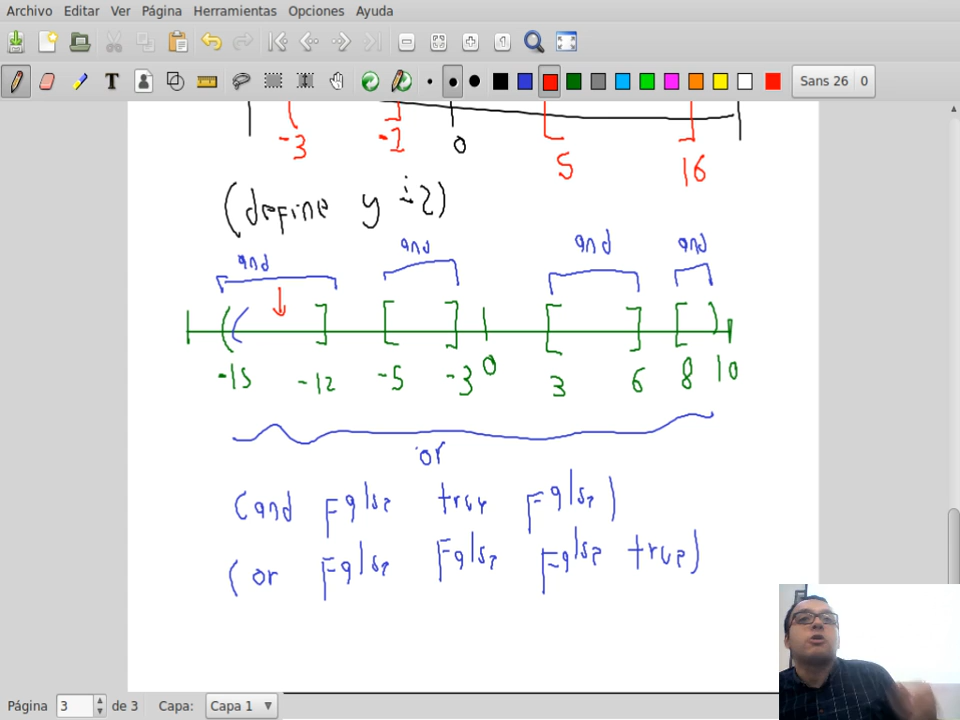 Archivo Editar Ver Página Herramientas Opciones Ayuda
Sans 26 0
-3 -2 0 5 16
(define y i2)
and and and and
-15 -12 -5 -3 0 3 6 8 10
or
(and False true False)
(or False False False true)
Página 3 de 3 Capa: Capa 1